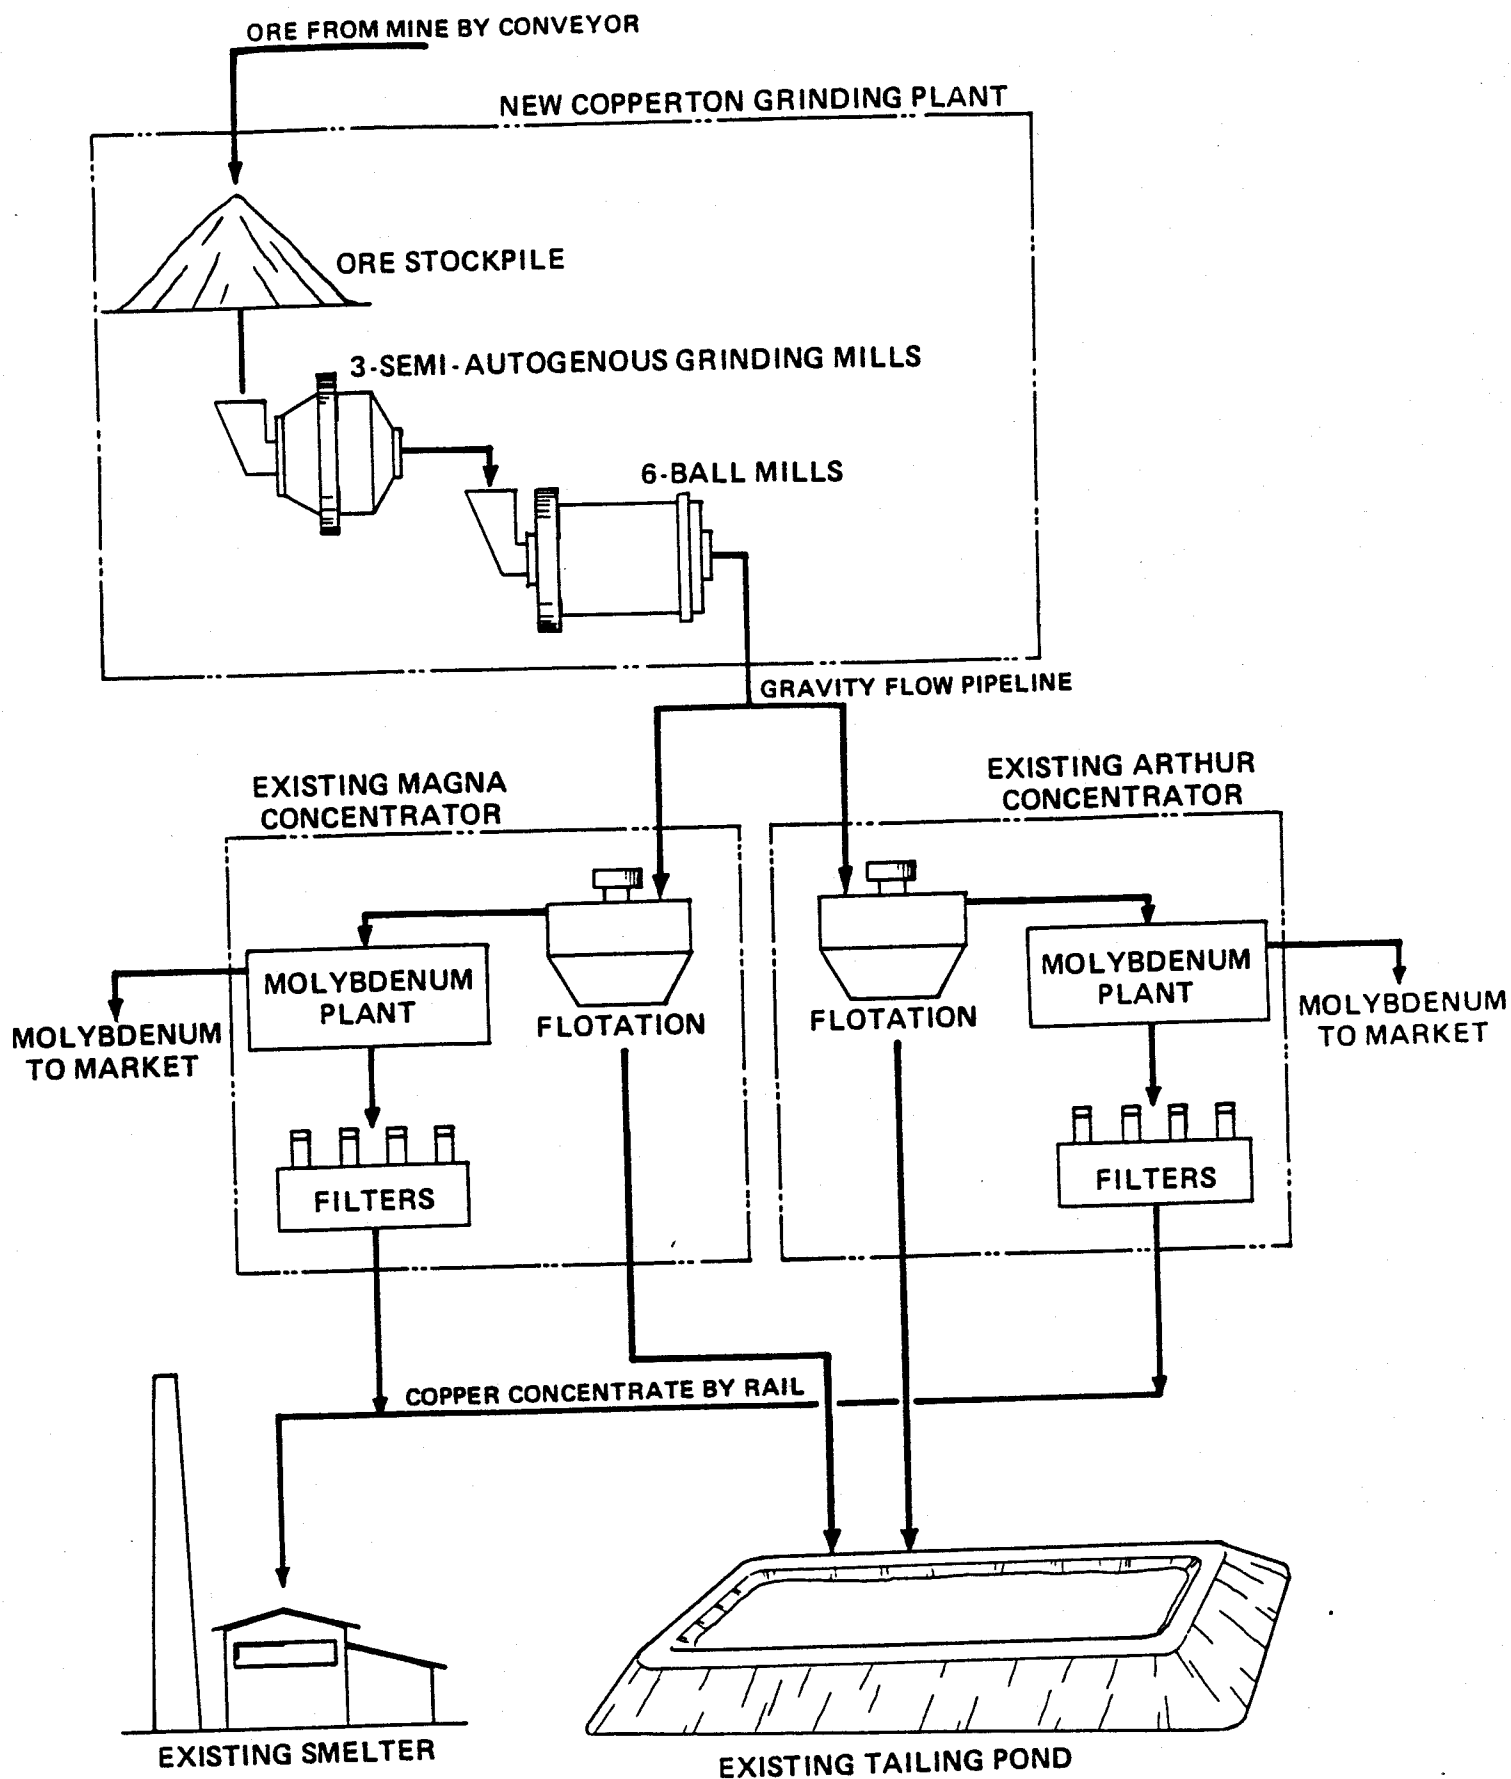 ORE FROM MINE BY CONVEYOR
NEW COPPERTON GRINDING PLANT
ORE STOCKPILE
3-SEMI-AUTOGENOUS GRINDING MILLS
6-BALL MILLS
GRAVITY FLOW PIPELINE
EXISTING MAGNA
CONCENTRATOR
EXISTING ARTHUR
CONCENTRATOR
MOLYBDENUM
PLANT
FLOTATION
MOLYBDENUM
TO MARKET
FILTERS
FLOTATION
MOLYBDENUM
PLANT
MOLYBDENUM
TO MARKET
FILTERS
COPPER CONCENTRATE BY RAIL
EXISTING SMELTER
EXISTING TAILING POND